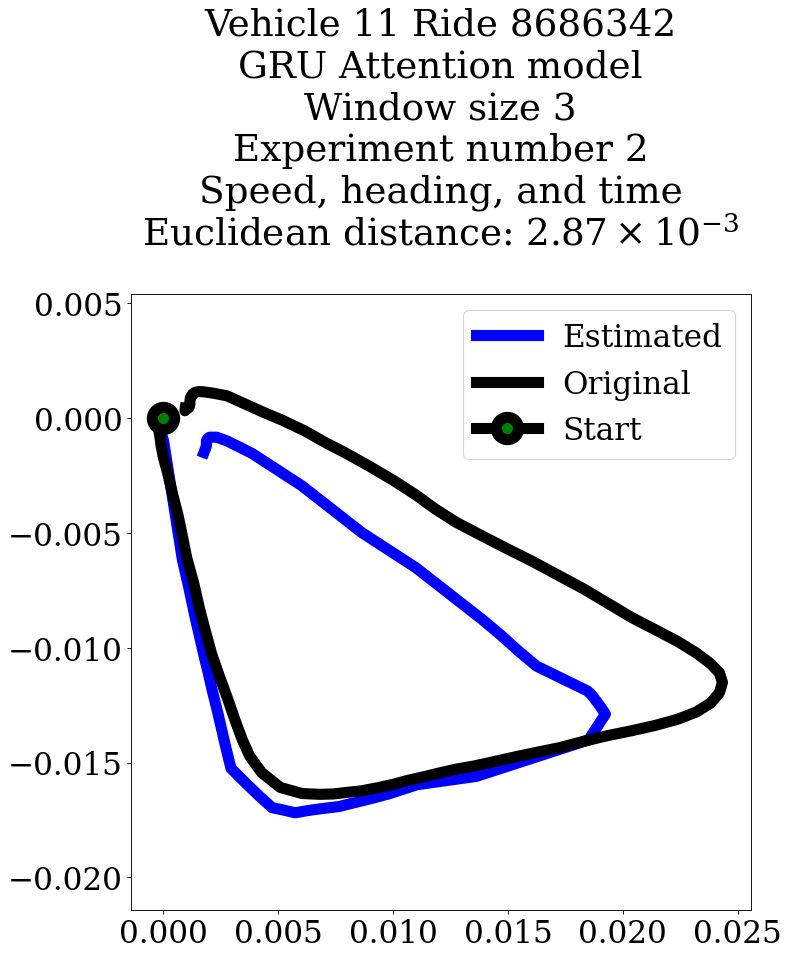 Vehicle 11 Ride 8686342
GRU Attention model
Window size 3
Experiment number 2
Speed, heading, and time
Euclidean distance: 2.87 × 10⁻³
Estimated
Original
Start
0.005
0.000
−0.005
−0.010
−0.015
−0.020
0.000 0.005 0.010 0.015 0.020 0.025